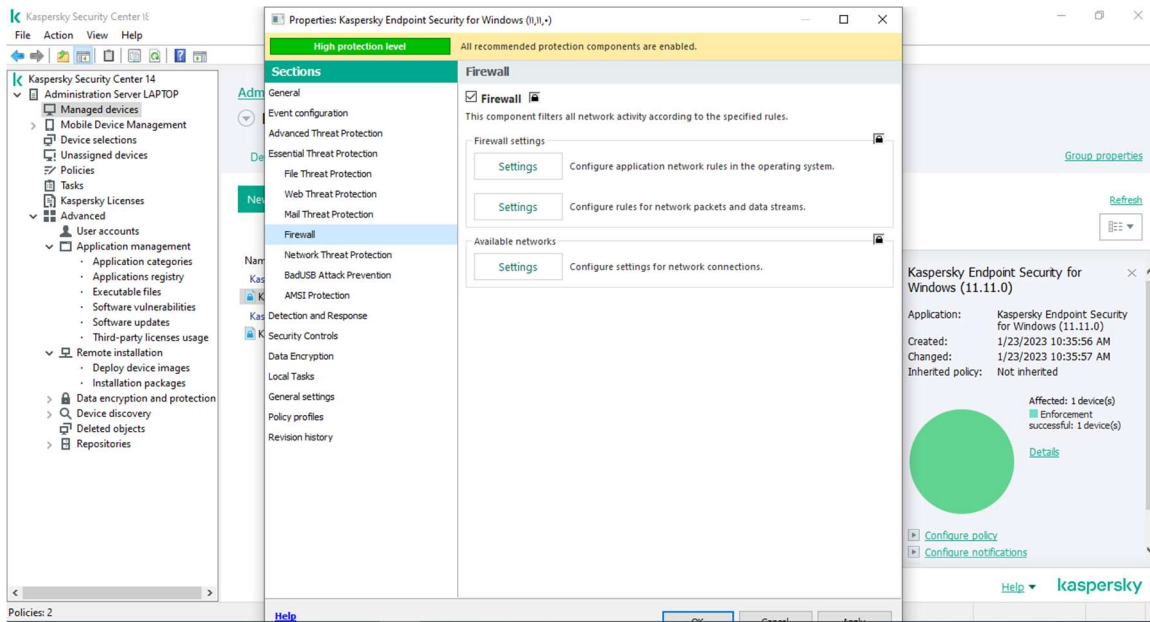 Kaspersky Security Center
File Action View Help
Kaspersky Security Center 14
Administration Server LAPTOP
Managed devices
Mobile Device Management
Device selections
Unassigned devices
Policies
Tasks
Kaspersky Licenses
Advanced
User accounts
Application management
Application categories
Applications registry
Executable files
Software vulnerabilities
Software updates
Third-party licenses usage
Remote installation
Deploy device images
Installation packages
Data encryption and protection
Device discovery
Deleted objects
Repositories
Policies: 2
Properties: Kaspersky Endpoint Security for Windows
High protection level
All recommended protection components are enabled.
Sections
General
Event configuration
Advanced Threat Protection
Essential Threat Protection
File Threat Protection
Web Threat Protection
Mail Threat Protection
Firewall
Network Threat Protection
BadUSB Attack Prevention
AMSI Protection
Detection and Response
Security Controls
Data Encryption
Local Tasks
General settings
Policy profiles
Revision history
Help
Firewall
Firewall
This component filters all network activity according to the specified rules.
Firewall settings
Settings Configure application network rules in the operating system.
Settings Configure rules for network packets and data streams.
Available networks
Settings Configure settings for network connections.
Group properties
Refresh
Kaspersky Endpoint Security for
Windows (11.11.0)
Application: Kaspersky Endpoint Security
for Windows (11.11.0)
Created: 1/23/2023 10:35:56 AM
Changed: 1/23/2023 10:35:57 AM
Inherited policy: Not inherited
Affected: 1 device(s)
Enforcement
successful: 1 device(s)
Details
Configure policy
Configure notifications
Help
kaspersky